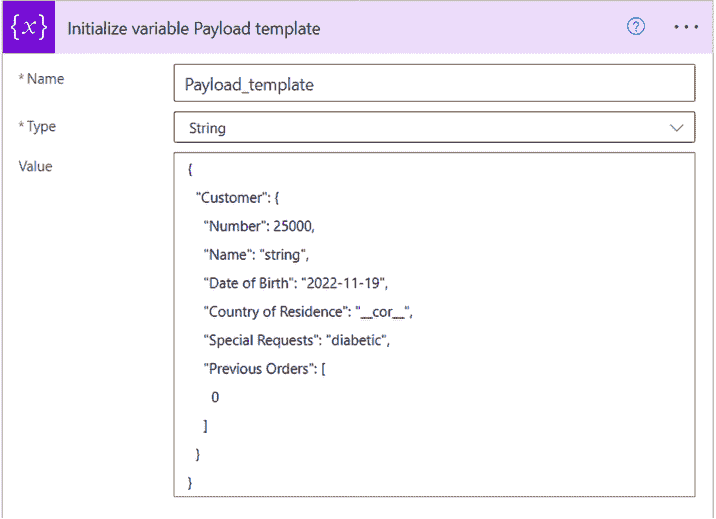 {x} Initialize variable Payload template ? ...
* Name Payload_template
* Type String
Value {
"Customer": {
"Number": 25000,
"Name": "string",
"Date of Birth": "2022-11-19",
"Country of Residence": "__cor__",
"Special Requests": "diabetic",
"Previous Orders": [
0
]
}
}